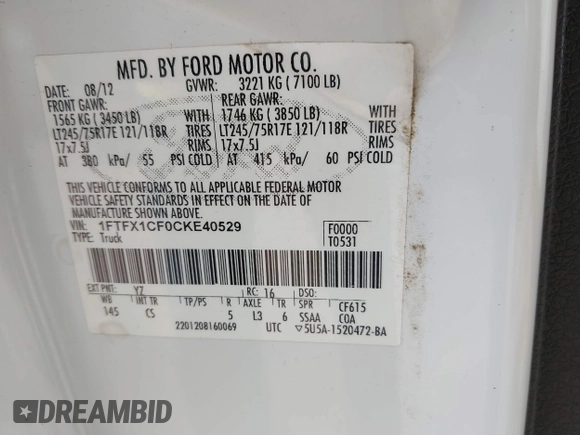 MFD. BY FORD MOTOR CO.
DATE: 08/12 GVWR: 3221 KG ( 7100 LB)
FRONT GAWR: REAR GAWR:
1565 KG ( 3450 LB) WITH 1746 KG ( 3850 LB) WITH
LT245/75R17E 121/118R TIRES LT245/75R17E 121/118R TIRES
17x7.5J RIMS 17x7.5J RIMS
AT 380 kPa/ 55 PSI COLD AT 415 kPa/ 60 PSI COLD
THIS VEHICLE CONFORMS TO ALL APPLICABLE FEDERAL MOTOR
VEHICLE SAFETY STANDARDS IN EFFECT ON THE DATE OF
MANUFACTURE SHOWN ABOVE.
VIN: 1FTFX1CF0CKE40529 F0000
TYPE: Truck T0531
EXT PNT: YZ RC: 16 DSO:
WB INT TR TP/PS R AXLE TR SPR CF615
145 CS 5 L3 6 SSAA COA
2201208160069 UTC ▽5U5A-1520472-BA
DREAMBID